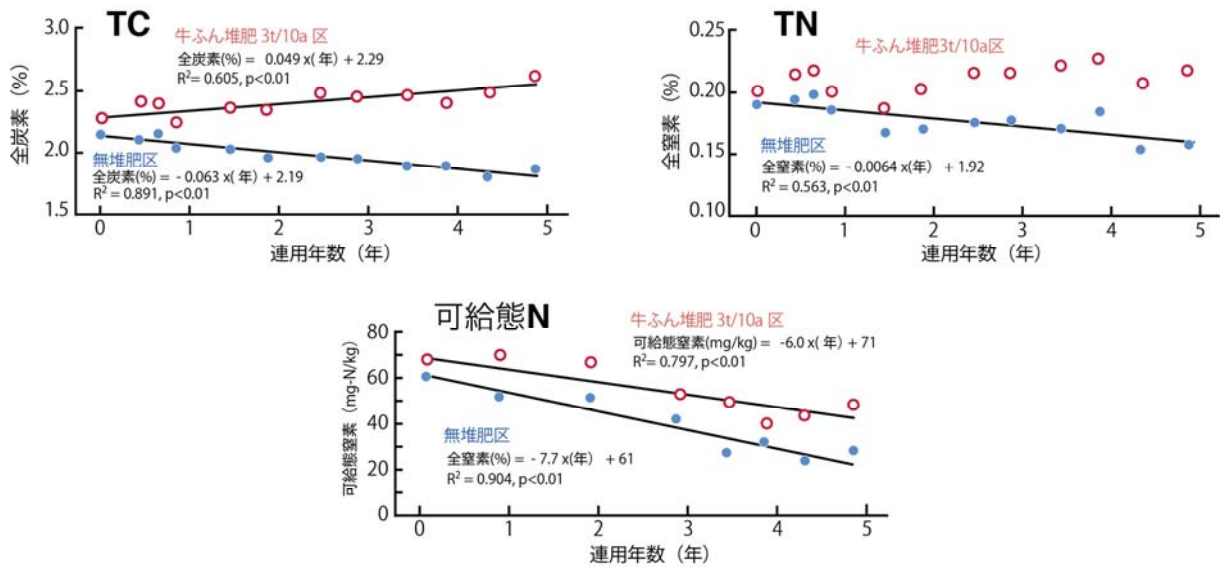 TC
牛ふん堆肥 3t/10a 区
全炭素(%) = 0.049 x( 年) + 2.29
R²= 0.605, p<0.01
無堆肥区
全炭素(%) = - 0.063 x( 年) + 2.19
R² = 0.891, p<0.01
全炭素 (%)
3.0
2.5
2.0
1.5
0 1 2 3 4 5
連用年数（年）
TN
牛ふん堆肥3t/10a区
無堆肥区
全窒素(%) = - 0.0064 x( 年) + 1.92
R² = 0.563, p<0.01
全窒素 (%)
0.25
0.20
0.15
0.10
0 1 2 3 4 5
連用年数（年）
可給態N
牛ふん堆肥 3t/10a 区
可給態窒素(mg/kg) = -6.0 x( 年) + 71
R²= 0.797, p<0.01
無堆肥区
全窒素(%) = - 7.7 x(年) + 61
R² = 0.904, p<0.01
可給態窒素（mg-N/kg）
80
60
40
20
0
0 1 2 3 4 5
連用年数（年）